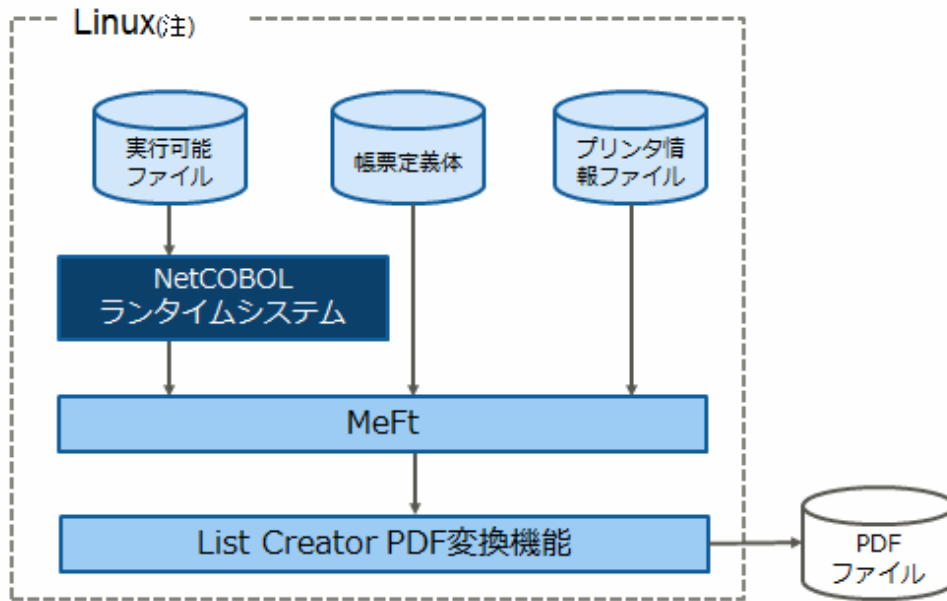 Linux(注)
実行可能
ファイル
帳票定義体
プリンタ情
報ファイル
NetCOBOL
ランタイムシステム
MeFt
List Creator PDF変換機能
PDF
ファイル